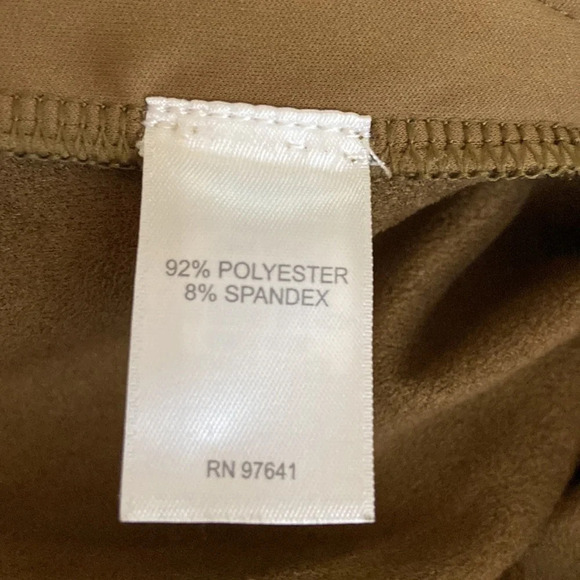 92% POLYESTER
8% SPANDEX
RN 97641